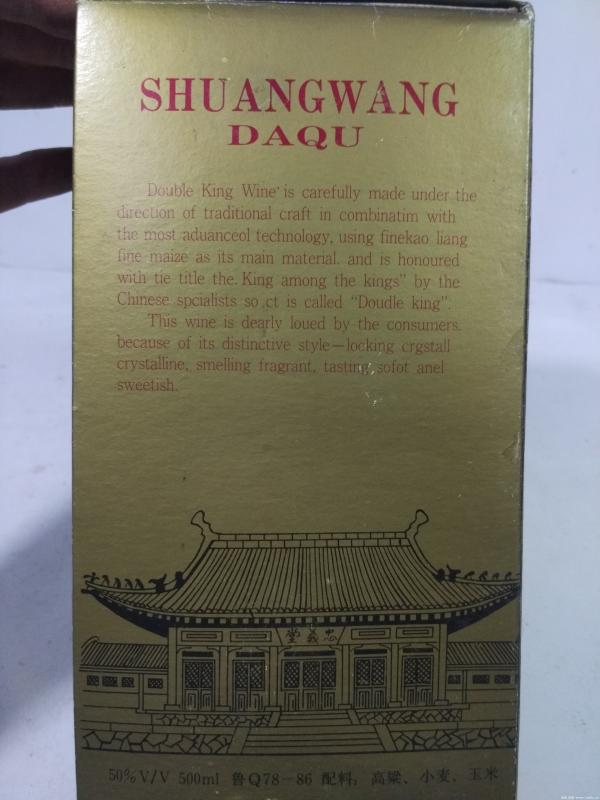 SHUANGWANG
DAQU
Double King Wine' is carefully made under the
direction of traditional craft in combinatim with
the most aduanceol technology, using finekao liang
fine maize as its main material. and is honoured
with tie title the. King among the kings" by the
Chinese spcialists so ,ct is called "Doudle king".
This wine is dearly loued by the consumers.
because of its distinctive style—locking crgstall
crystalline, smelling fragrant, tasting sofot anel
sweetish.
堂義忠
50% V/V 500ml 鲁Q78-86 配料: 高粱、小麦、玉米